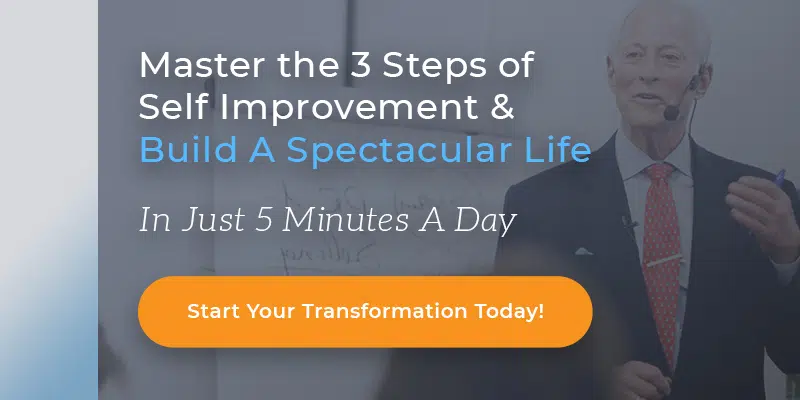 Master the 3 Steps of
Self Improvement &
Build A Spectacular Life
In Just 5 Minutes A Day
Start Your Transformation Today!